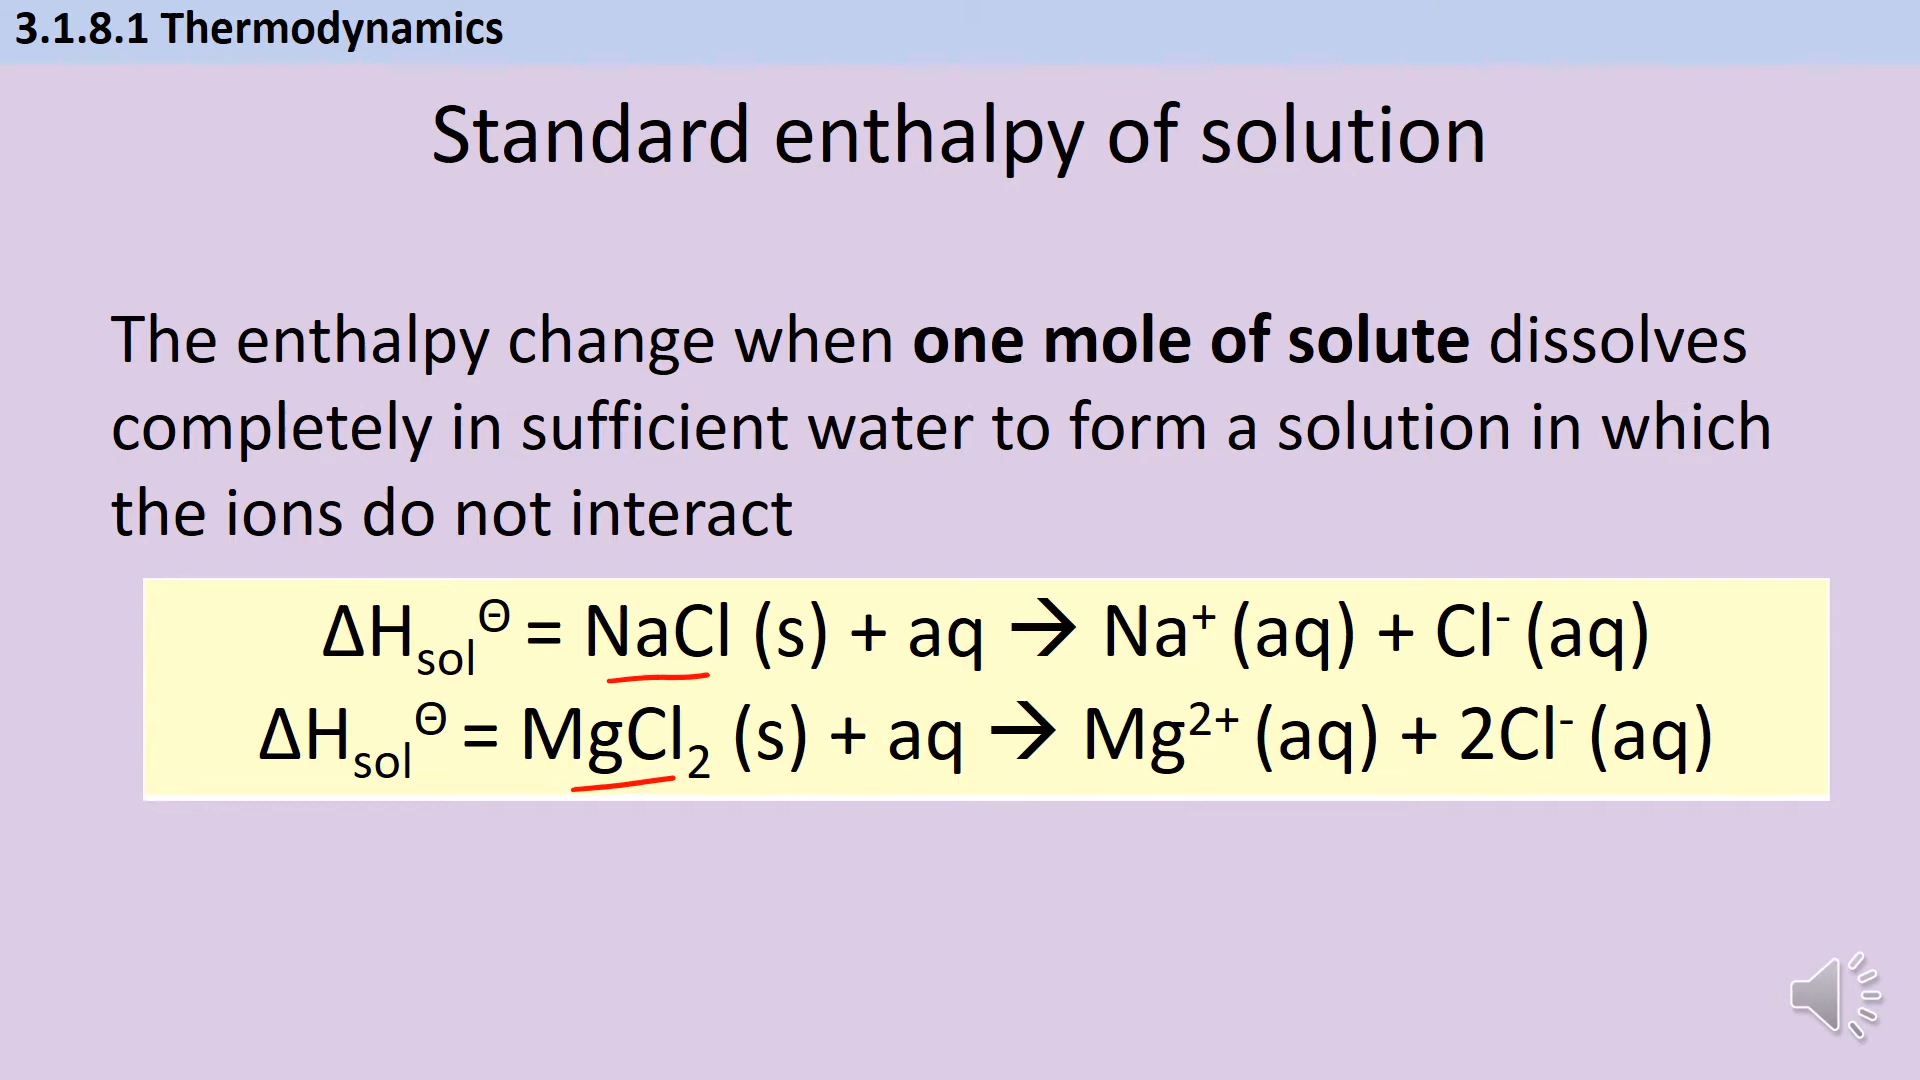 3.1.8.1 Thermodynamics
Standard enthalpy of solution
The enthalpy change when one mole of solute dissolves
completely in sufficient water to form a solution in which
the ions do not interact
ΔH_sol^Θ = NaCl (s) + aq → Na⁺ (aq) + Cl⁻ (aq)
ΔH_sol^Θ = MgCl₂ (s) + aq → Mg²⁺ (aq) + 2Cl⁻ (aq)